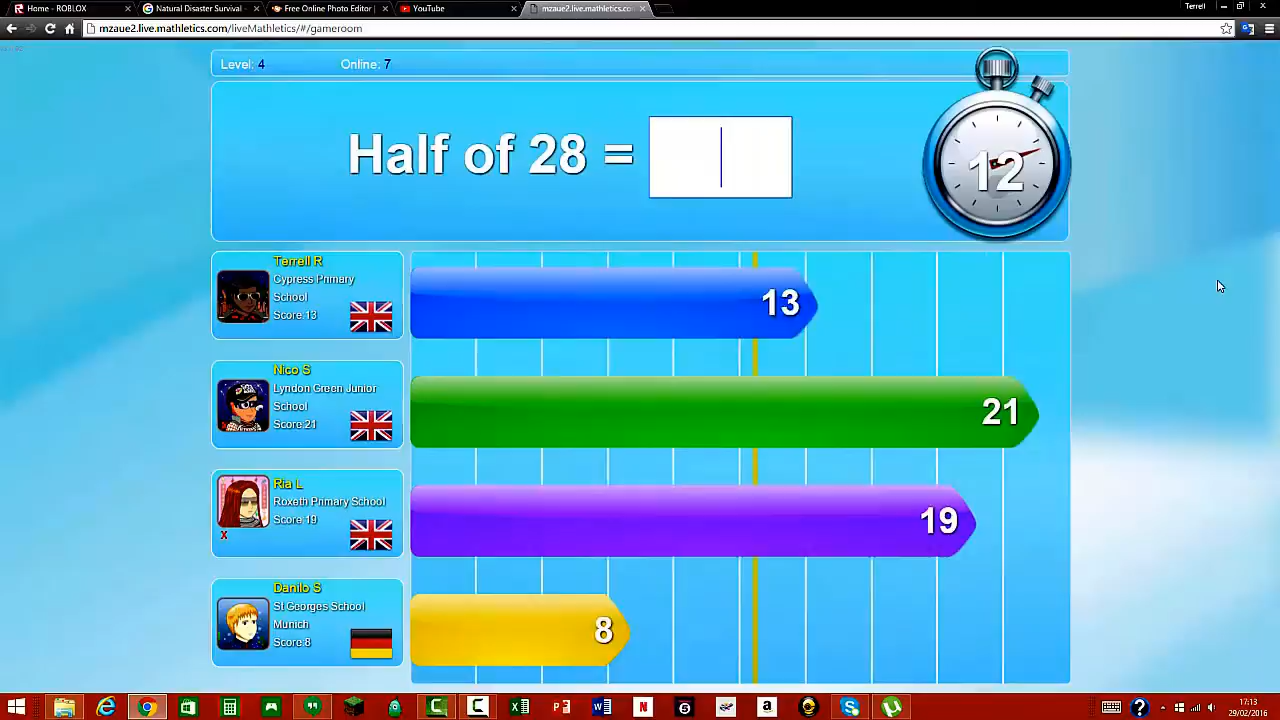 Home - ROBLOX
Natural Disaster Survival -
Free Online Photo Editor |
YouTube
mzaue2.live.mathletics.co
Terrell
mzaue2.live.mathletics.com/liveMathletics/#/gameroom
Level: 4
Online: 7
Half of 28 =
12
Terrell R
Cypress Primary
School
Score 13
13
Nico S
Lyndon Green Junior
School
Score 21
21
Ria L
Roxeth Primary School
Score 19
X
19
Danilo S
St Georges School
Munich
Score 8
8
17:13
29/02/2016